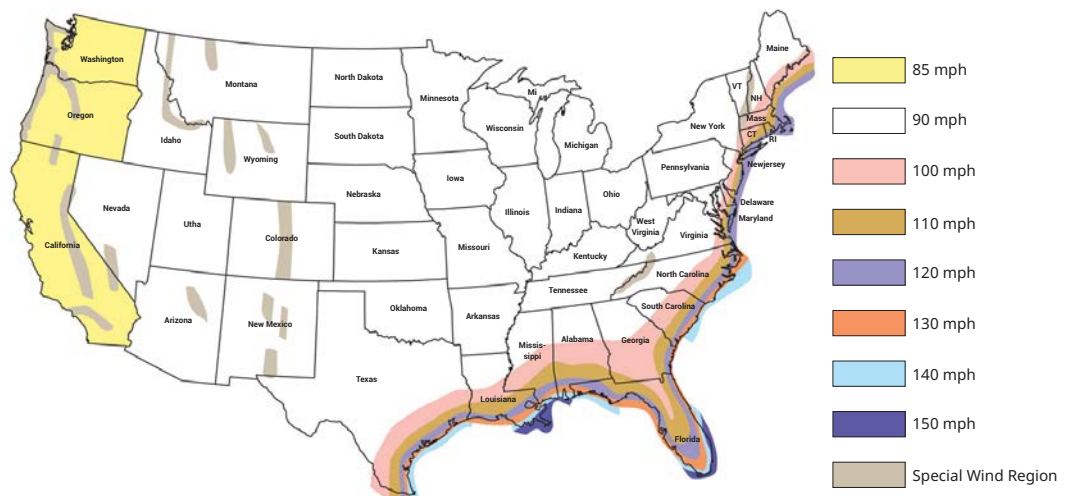 Washington
Oregon
California
Nevada
Idaho
Montana
Wyoming
Utha
Colorado
Arizona
New Mexico
North Dakota
South Dakota
Nebraska
Kansas
Oklahoma
Texas
Minnesota
Iowa
Missouri
Arkansas
Louisiana
Wisconsin
Illinois
Mi
Michigan
Indiana
Ohio
Kentucky
Tennessee
Missis-
sippi
Alabama
Georgia
Florida
South Carolina
North Carolina
Virginia
West
Virginia
Pennsylvania
New York
Maine
VT
NH
Mass
CT
RI
Newjersey
Delaware
Maryland
85 mph
90 mph
100 mph
110 mph
120 mph
130 mph
140 mph
150 mph
Special Wind Region